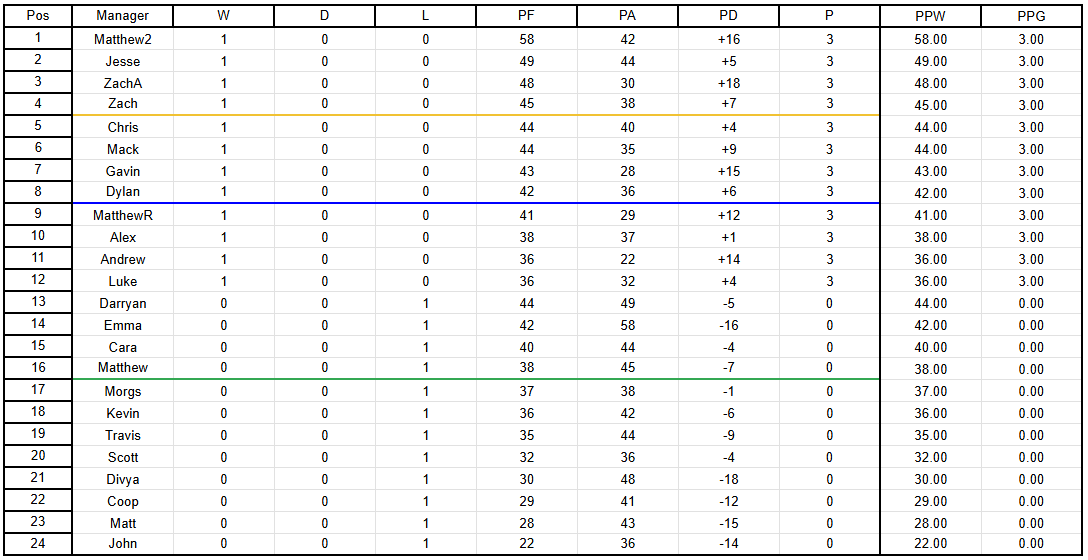 Pos Manager W D L PF PA PD P PPW PPG
1 Matthew2 1 0 0 58 42 +16 3 58.00 3.00
2 Jesse 1 0 0 49 44 +5 3 49.00 3.00
3 ZachA 1 0 0 48 30 +18 3 48.00 3.00
4 Zach 1 0 0 45 38 +7 3 45.00 3.00
5 Chris 1 0 0 44 40 +4 3 44.00 3.00
6 Mack 1 0 0 44 35 +9 3 44.00 3.00
7 Gavin 1 0 0 43 28 +15 3 43.00 3.00
8 Dylan 1 0 0 42 36 +6 3 42.00 3.00
9 MatthewR 1 0 0 41 29 +12 3 41.00 3.00
10 Alex 1 0 0 38 37 +1 3 38.00 3.00
11 Andrew 1 0 0 36 22 +14 3 36.00 3.00
12 Luke 1 0 0 36 32 +4 3 36.00 3.00
13 Darryan 0 0 1 44 49 -5 0 44.00 0.00
14 Emma 0 0 1 42 58 -16 0 42.00 0.00
15 Cara 0 0 1 40 44 -4 0 40.00 0.00
16 Matthew 0 0 1 38 45 -7 0 38.00 0.00
17 Morgs 0 0 1 37 38 -1 0 37.00 0.00
18 Kevin 0 0 1 36 42 -6 0 36.00 0.00
19 Travis 0 0 1 35 44 -9 0 35.00 0.00
20 Scott 0 0 1 32 36 -4 0 32.00 0.00
21 Divya 0 0 1 30 48 -18 0 30.00 0.00
22 Coop 0 0 1 29 41 -12 0 29.00 0.00
23 Matt 0 0 1 28 43 -15 0 28.00 0.00
24 John 0 0 1 22 36 -14 0 22.00 0.00